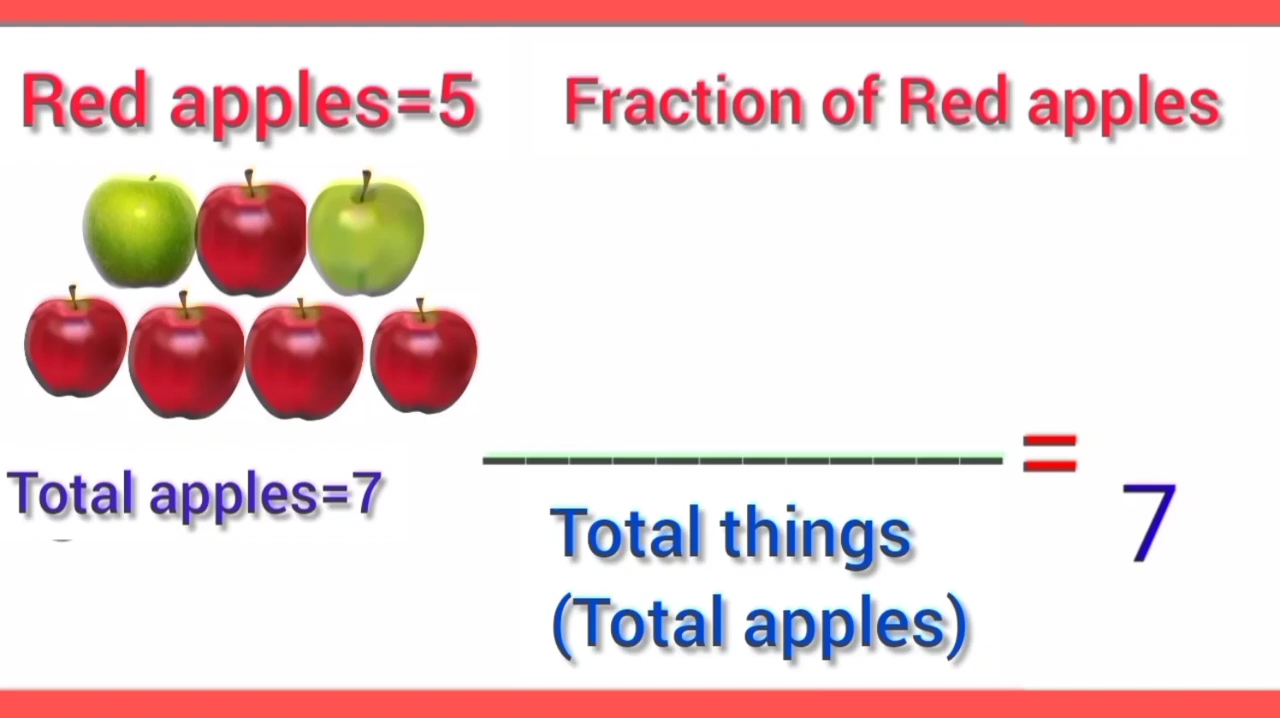 Red apples=5
Fraction of Red apples
Total apples=7
=
7
Total things
(Total apples)